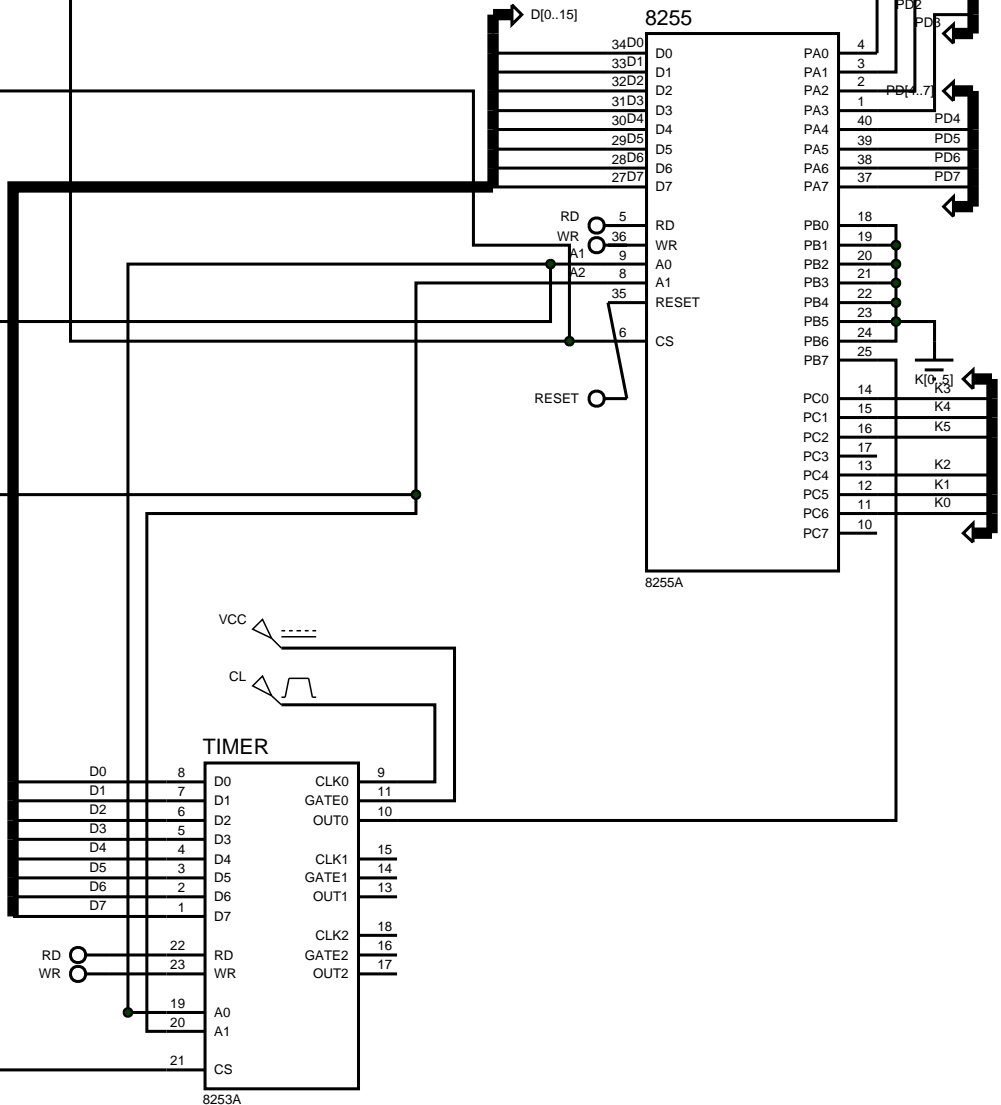 PD2
D[0..15]
8255
PD3
34 D0 D0 PA0 4
33 D1 D1 PA1 3
32 D2 D2 PA2 2 PD[4..7]
31 D3 D3 PA3 1
30 D4 D4 PA4 40 PD4
29 D5 D5 PA5 39 PD5
28 D6 D6 PA6 38 PD6
27 D7 D7 PA7 37 PD7
RD 5 RD PB0 18
WR 36 WR PB1 19
A1 9 A0 PB2 20
A2 8 A1 PB3 21
35 RESET PB4 22
PB5 23
6 CS PB6 24
PB7 25
K[0..5]
RESET PC0 14 K3
PC1 15 K4
PC2 16 K5
PC3 17
PC4 13 K2
PC5 12 K1
PC6 11 K0
PC7 10
8255A
VCC
CL
TIMER
D0 8 D0 CLK0 9
D1 7 D1 GATE0 11
D2 6 D2 OUT0 10
D3 5 D3
D4 4 D4 CLK1 15
D5 3 D5 GATE1 14
D6 2 D6 OUT1 13
D7 1 D7
CLK2 18
RD 22 RD GATE2 16
WR 23 WR OUT2 17
19 A0
20 A1
21 CS
8253A